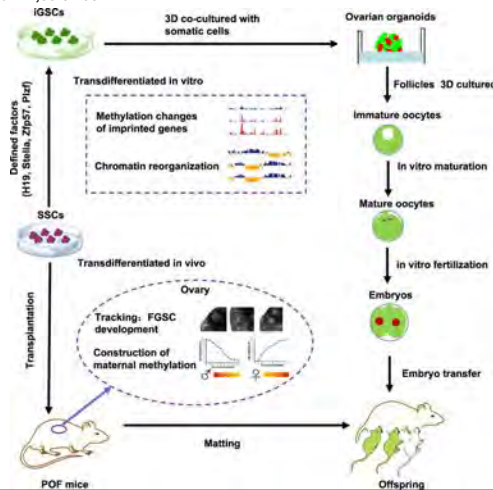 iGSCs
3D co-cultured with
somatic cells
Ovarian organoids
Defined factors
(H19, Stella, Zfp57, Plzf)
Transdifferentiated in vitro
Methylation changes
of imprinted genes
Chromatin reorganization
Follicles 3D cultured
Immature oocytes
In vitro maturation
Mature oocytes
SSCs
Transdifferentiated in vivo
in vitro fertilization
Ovary
Tracking: FGSC
development
Construction of
maternal methylation
♂
♀
Embryos
Transplantation
Embryo transfer
Matting
POF mice
Offspring